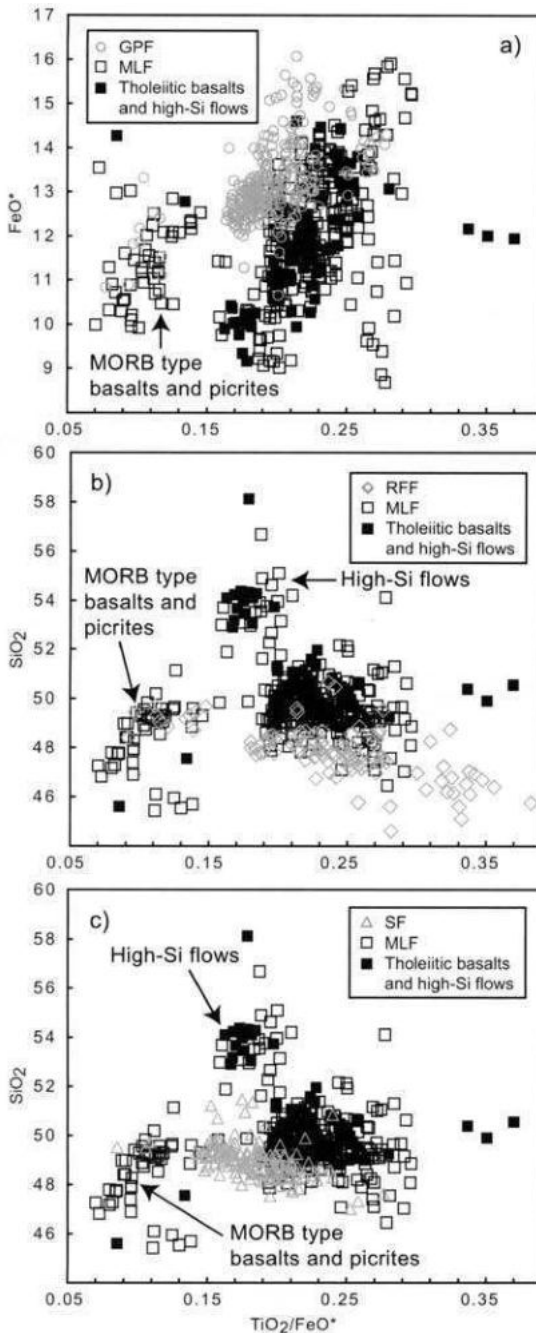 a)
GPF
MLF
Tholeiitic basalts
and high-Si flows
17
16
15
14
13
12
11
10
9
FeO*
MORB type
basalts and picrites
0.05
0.15
0.25
0.35
b)
RFF
MLF
Tholeiitic basalts
and high-Si flows
60
58
56
54
52
50
48
46
SiO2
MORB type
basalts and
picrites
High-Si flows
0.05
0.15
0.25
0.35
c)
SF
MLF
Tholeiitic basalts
and high-Si flows
60
58
56
54
52
50
48
46
SiO2
High-Si flows
MORB type
basalts and picrites
0.05
0.15
0.25
0.35
TiO2/FeO*